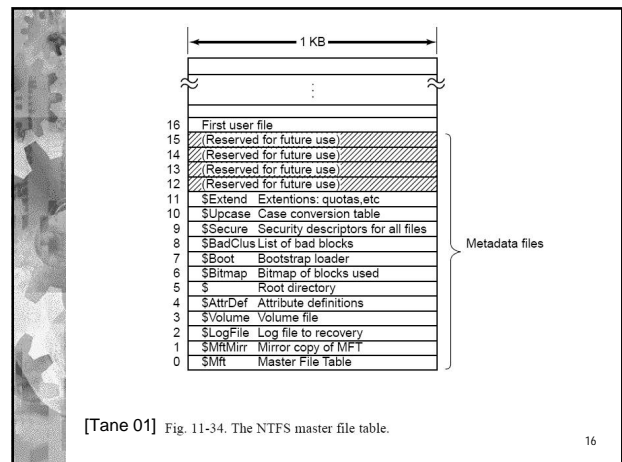 1 KB
16 First user file
15 (Reserved for future use)
14 (Reserved for future use)
13 (Reserved for future use)
12 (Reserved for future use)
11 $Extend Extentions: quotas,etc
10 $Upcase Case conversion table
9 $Secure Security descriptors for all files
8 $BadClus List of bad blocks
7 $Boot Bootstrap loader
6 $Bitmap Bitmap of blocks used
5 $ Root directory
4 $AttrDef Attribute definitions
3 $Volume Volume file
2 $LogFile Log file to recovery
1 $MftMirr Mirror copy of MFT
0 $Mft Master File Table
Metadata files
[Tane 01] Fig. 11-34. The NTFS master file table.
16